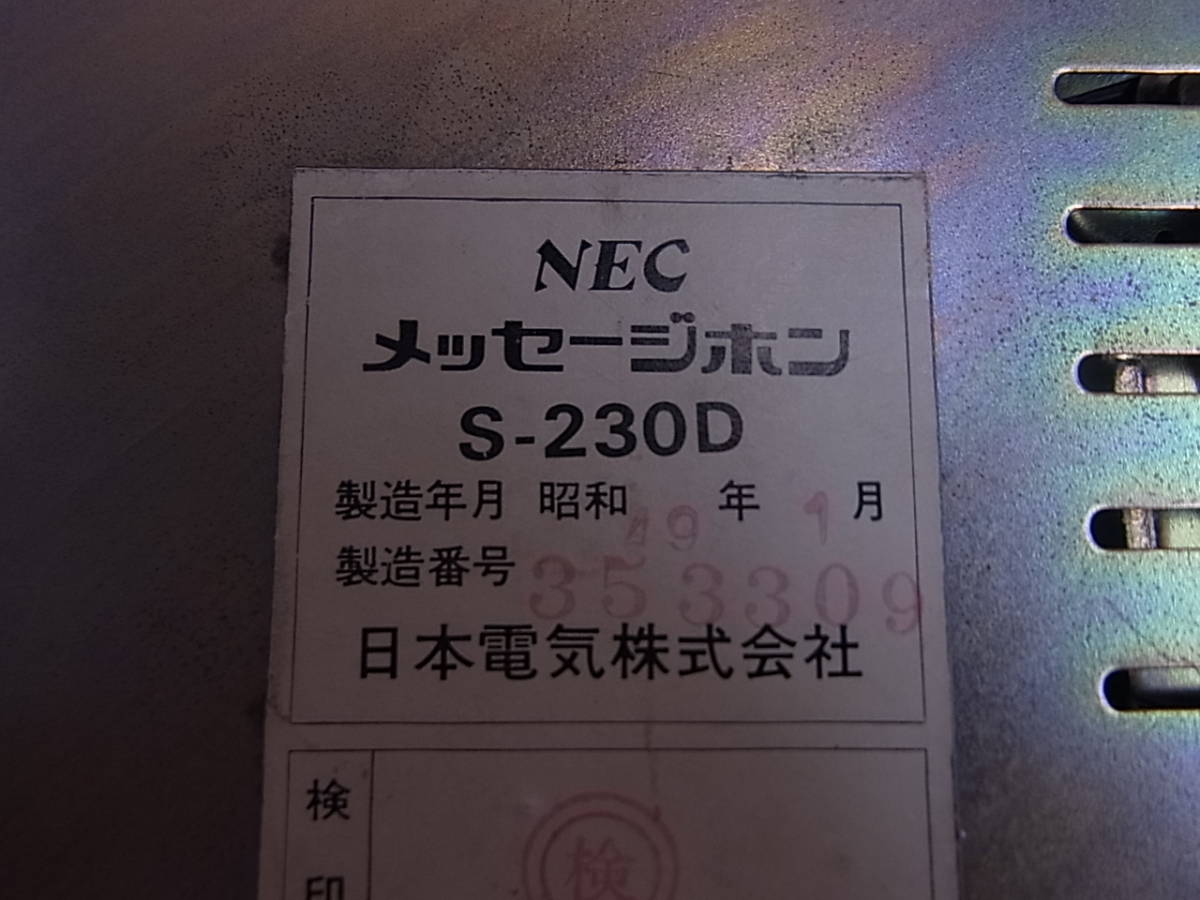 NEC
メッセージホン
S-230D
製造年月 昭和 49 年 1 月
製造番号 353309
日本電気株式会社
検印
検